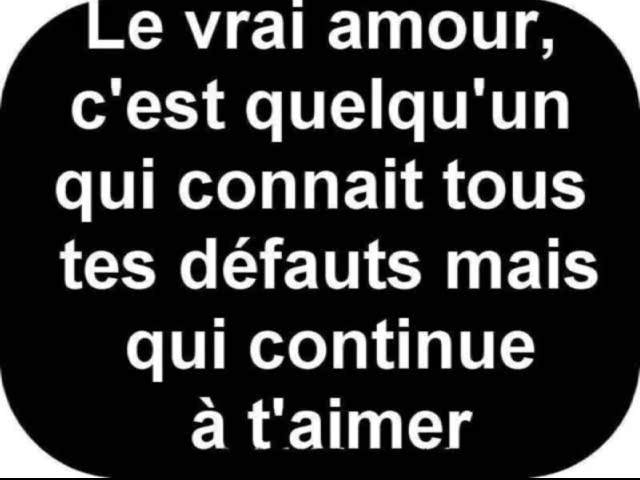 Le vrai amour,
c'est quelqu'un
qui connait tous
tes défauts mais
qui continue
à t'aimer